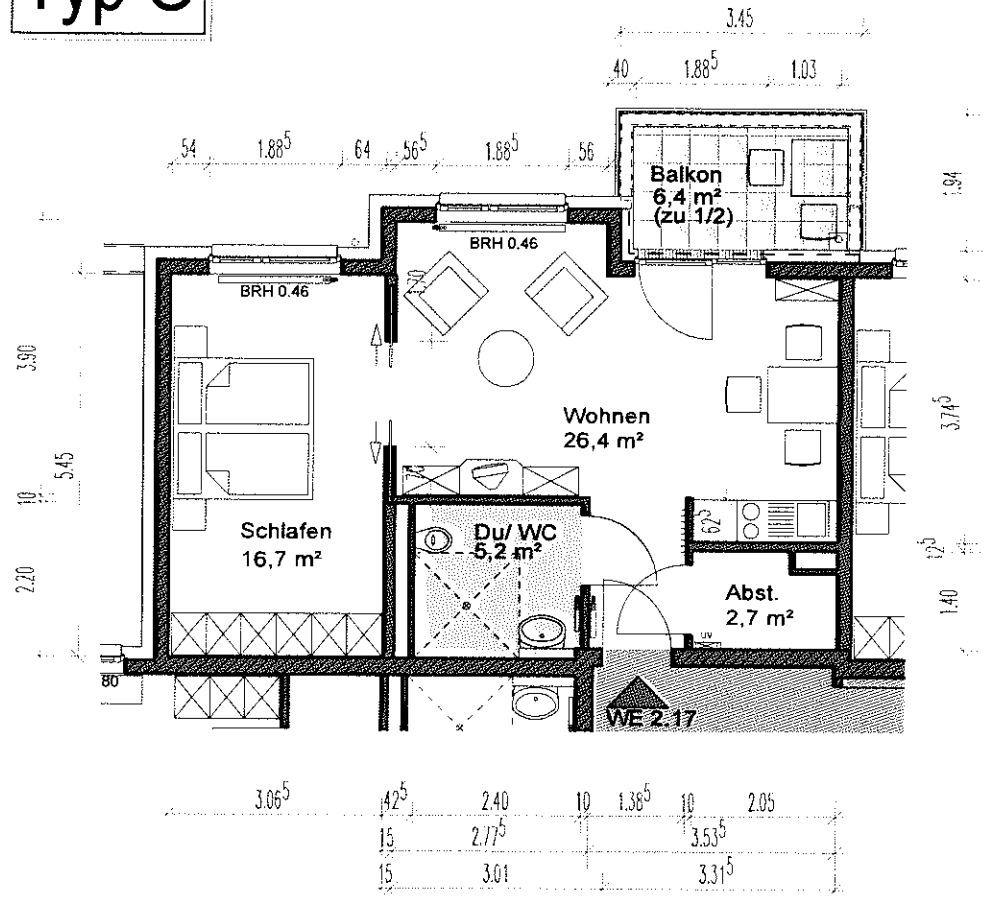 Typ C
3.45
40 1.88⁵ 1.03
54 1.88⁵ 64 56⁵ 1.88⁵ 56
Balkon
6,4 m²
(zu 1/2)
1.94
BRH 0.46
BRH 0.46
3.90
Wohnen
26,4 m²
3.74⁵
5.45
10
Schlafen
16,7 m²
Du/ WC
5,2 m²
62⁵
12⁵
2.20
Abst.
2,7 m²
1.40
UV
80
WE 2.17
3.06⁵ 42⁵ 2.40 10 1.38⁵ 10 2.05
15 2.77⁵ 3.53⁵
15 3.01 3.31⁵